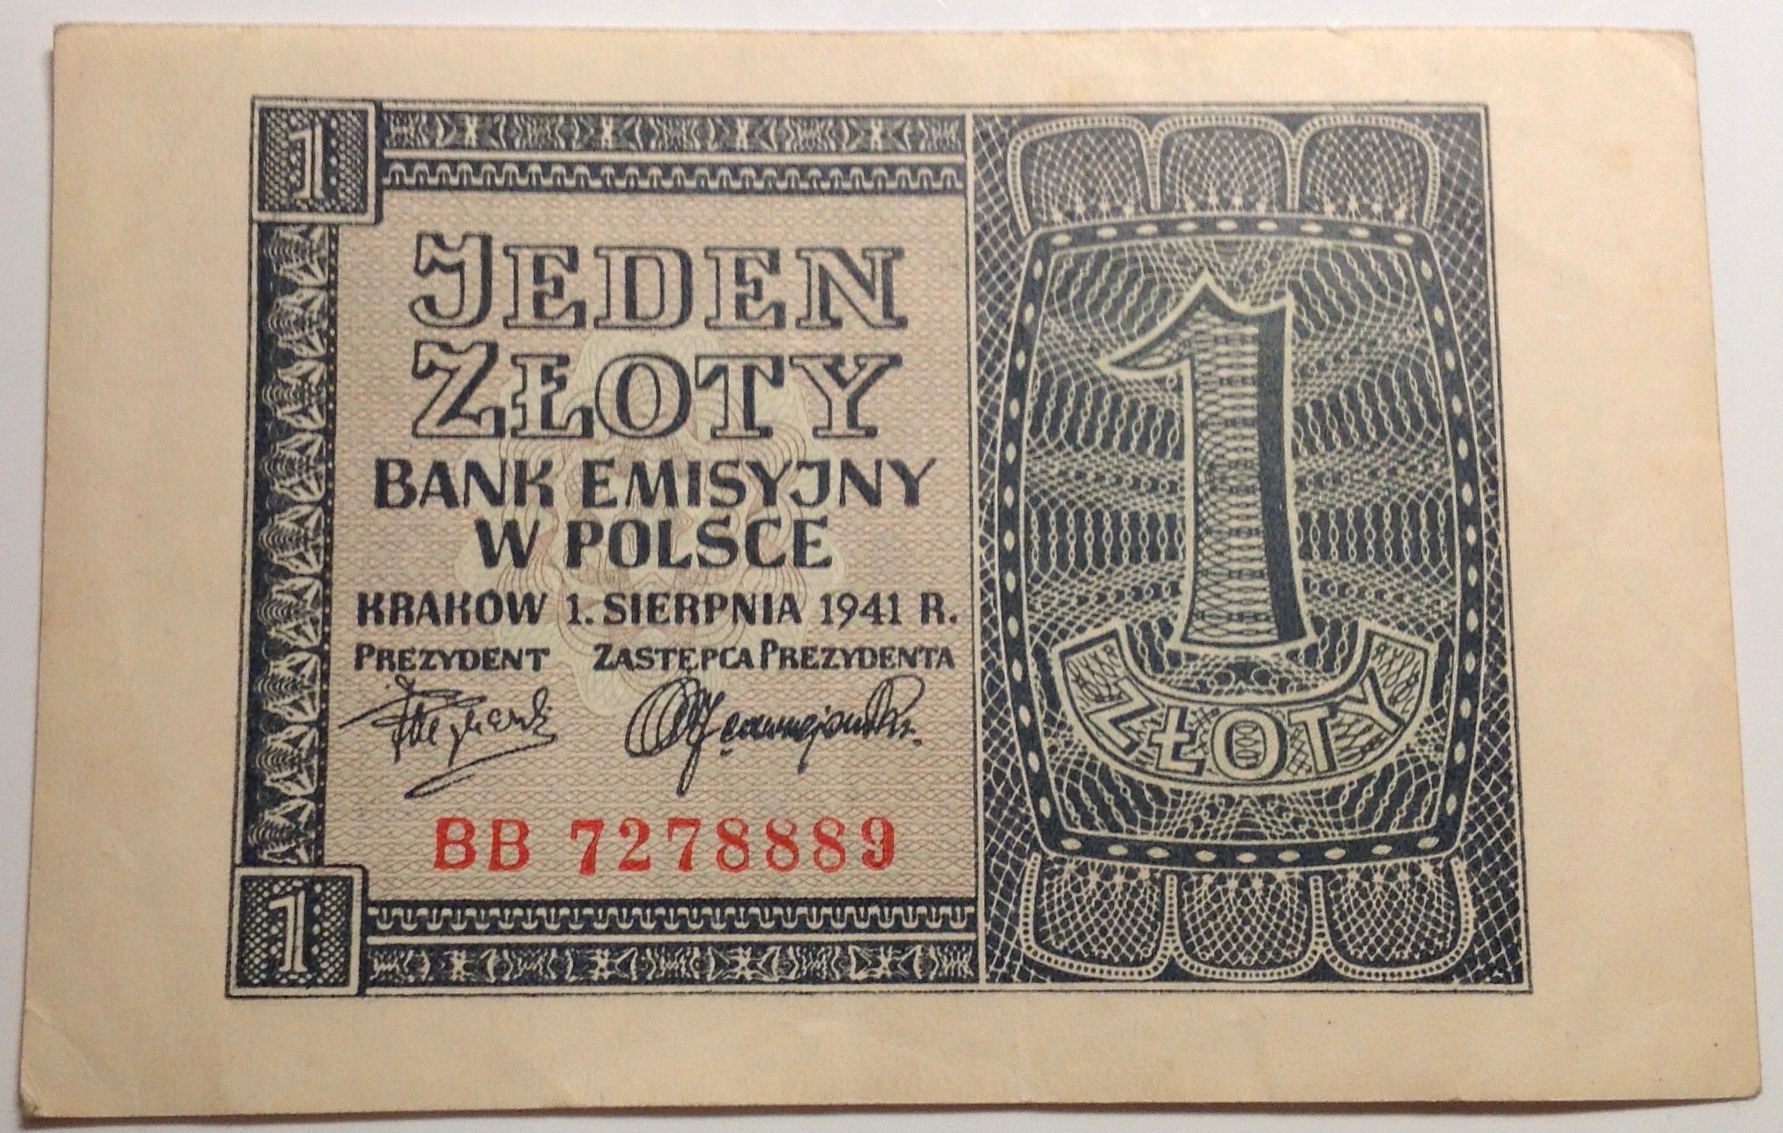 1
JEDEN
ZŁOTY
BANK EMISYJNY
W POLSCE
KRAKÓW 1. SIERPNIA 1941 R.
PREZYDENT ZASTĘPCA PREZYDENTA
BB 7278889
1
1
ZŁOTY